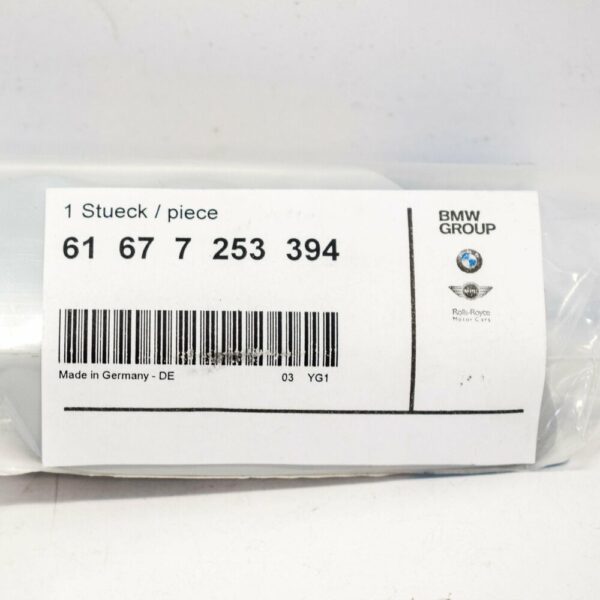 1 Stueck / piece
61 67 7 253 394
Made in Germany - DE
03 YG1
BMW
GROUP
Rolls-Royce
Motor Cars